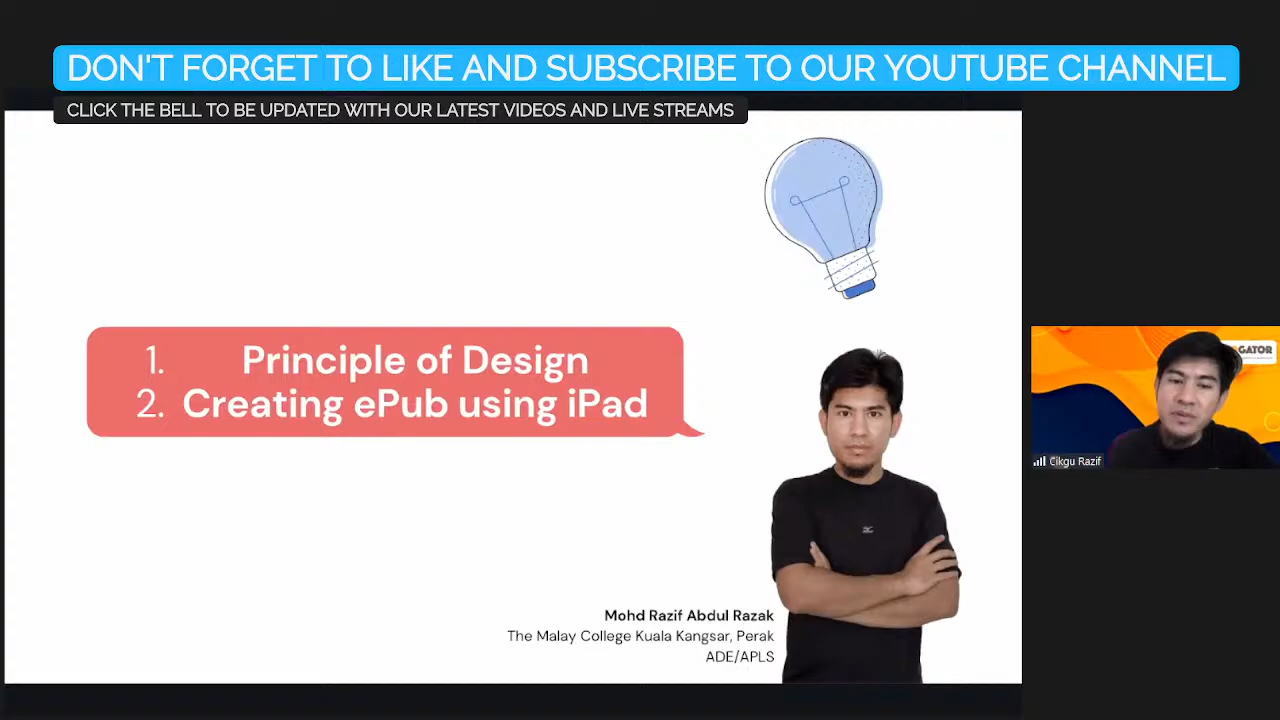 DON'T FORGET TO LIKE AND SUBSCRIBE TO OUR YOUTUBE CHANNEL
CLICK THE BELL TO BE UPDATED WITH OUR LATEST VIDEOS AND LIVE STREAMS
1. Principle of Design
2. Creating ePub using iPad
Mohd Razif Abdul Razak
The Malay College Kuala Kangsar, Perak
ADE/APLS
GATOR
Cikgu Razif